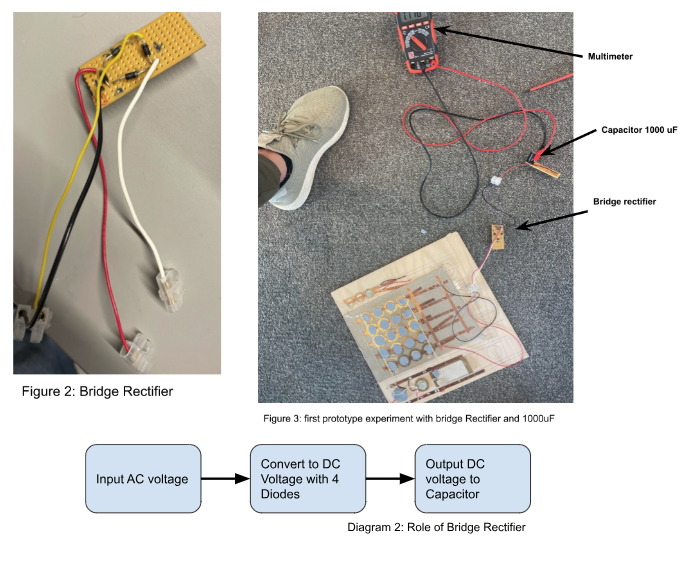 Multimeter
Capacitor 1000 uF
Bridge rectifier
Figure 2: Bridge Rectifier
Figure 3: first prototype experiment with bridge Rectifier and 1000uF
Input AC voltage
Convert to DC
Voltage with 4
Diodes
Output DC
voltage to
Capacitor
Diagram 2: Role of Bridge Rectifier